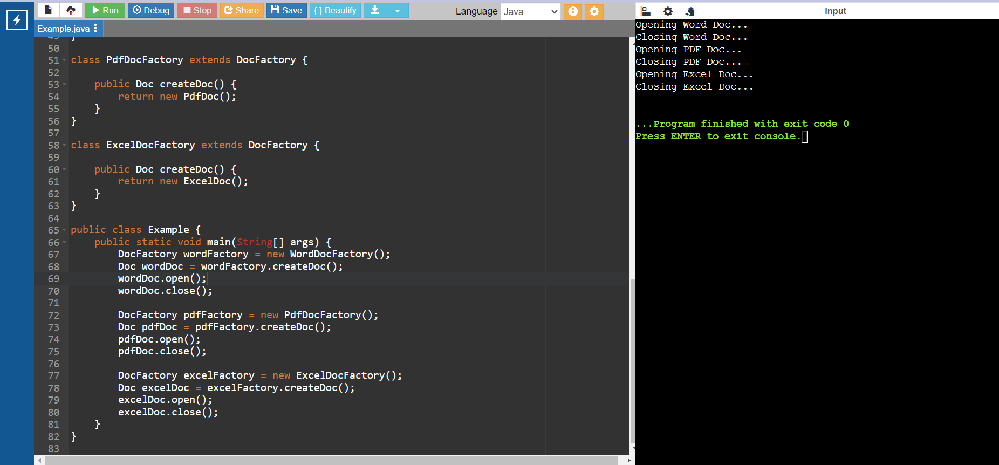 Run Debug Stop Share Save { } Beautify Language Java
Example.java
49 }
50
51 class PdfDocFactory extends DocFactory {
52
53 public Doc createDoc() {
54 return new PdfDoc();
55 }
56 }
57
58 class ExcelDocFactory extends DocFactory {
59
60 public Doc createDoc() {
61 return new ExcelDoc();
62 }
63 }
64
65 public class Example {
66 public static void main(String[] args) {
67 DocFactory wordFactory = new WordDocFactory();
68 Doc wordDoc = wordFactory.createDoc();
69 wordDoc.open();
70 wordDoc.close();
71
72 DocFactory pdfFactory = new PdfDocFactory();
73 Doc pdfDoc = pdfFactory.createDoc();
74 pdfDoc.open();
75 pdfDoc.close();
76
77 DocFactory excelFactory = new ExcelDocFactory();
78 Doc excelDoc = excelFactory.createDoc();
79 excelDoc.open();
80 excelDoc.close();
81 }
82 }
83
input
Opening Word Doc...
Closing Word Doc...
Opening PDF Doc...
Closing PDF Doc...
Opening Excel Doc...
Closing Excel Doc...
...Program finished with exit code 0
Press ENTER to exit console.